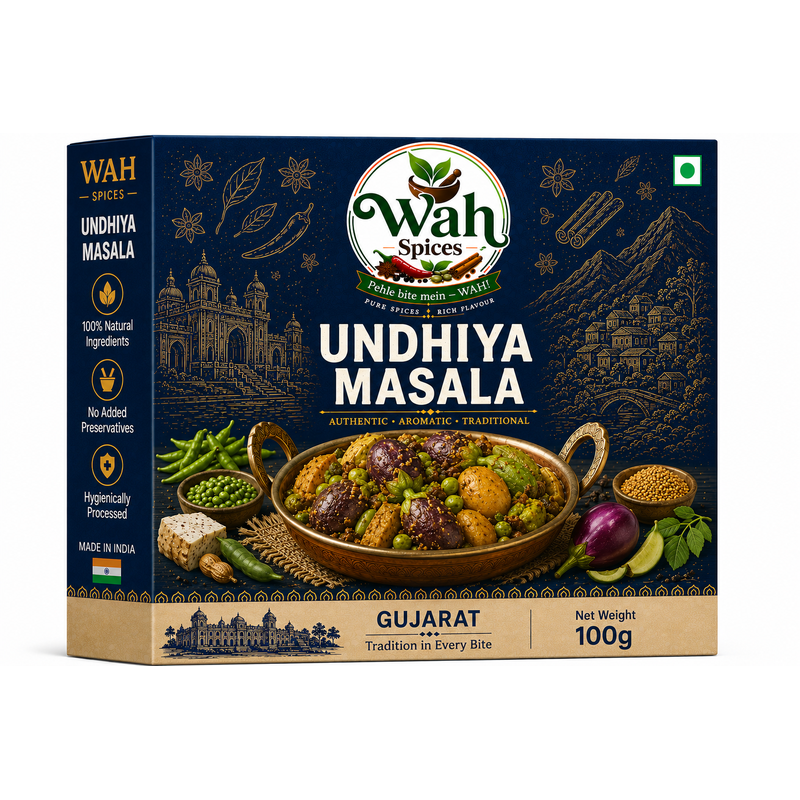 WAH
SPICES
UNDHIYA
MASALA
100% Natural
Ingredients
No Added
Preservatives
Hygienically
Processed
MADE IN INDIA
Wah
Spices
Pehle bite mein – WAH!
PURE SPICES RICH FLAVOUR
UNDHIYA
MASALA
AUTHENTIC • AROMATIC • TRADITIONAL
GUJARAT
Tradition in Every Bite
Net Weight
100g